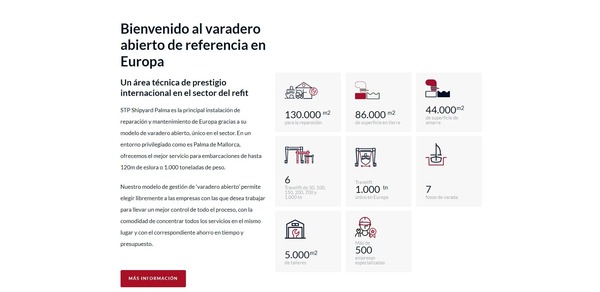 Bienvenido al varadero
abierto de referencia en
Europa
Un área técnica de prestigio
internacional en el sector del refit
STP Shipyard Palma es la principal instalación de
reparación y mantenimiento de Europa gracias a su
modelo de varadero abierto, único en el sector. En un
entorno privilegiado como es Palma de Mallorca,
ofrecemos el mejor servicio para embarcaciones de hasta
120m de eslora o 1.000 toneladas de peso.
Nuestro modelo de gestión de 'varadero abierto' permite
elegir libremente a las empresas con las que desea trabajar
para llevar un mejor control de todo el proceso, con la
comodidad de concentrar todos los servicios en el mismo
lugar y con el correspondiente ahorro en tiempo y
presupuesto.
MÁS INFORMACIÓN
130.000 m2
para la reparación
86.000 m2
de superficie en tierra
44.000 m2
de superficie de
amarre
6
Travelift de 50, 100,
150, 200, 700 y
1.000 tn
Travelift
1.000 tn
único en Europa
7
fosos de varada
5.000 m2
de talleres
Más de
500
empresas
especializadas